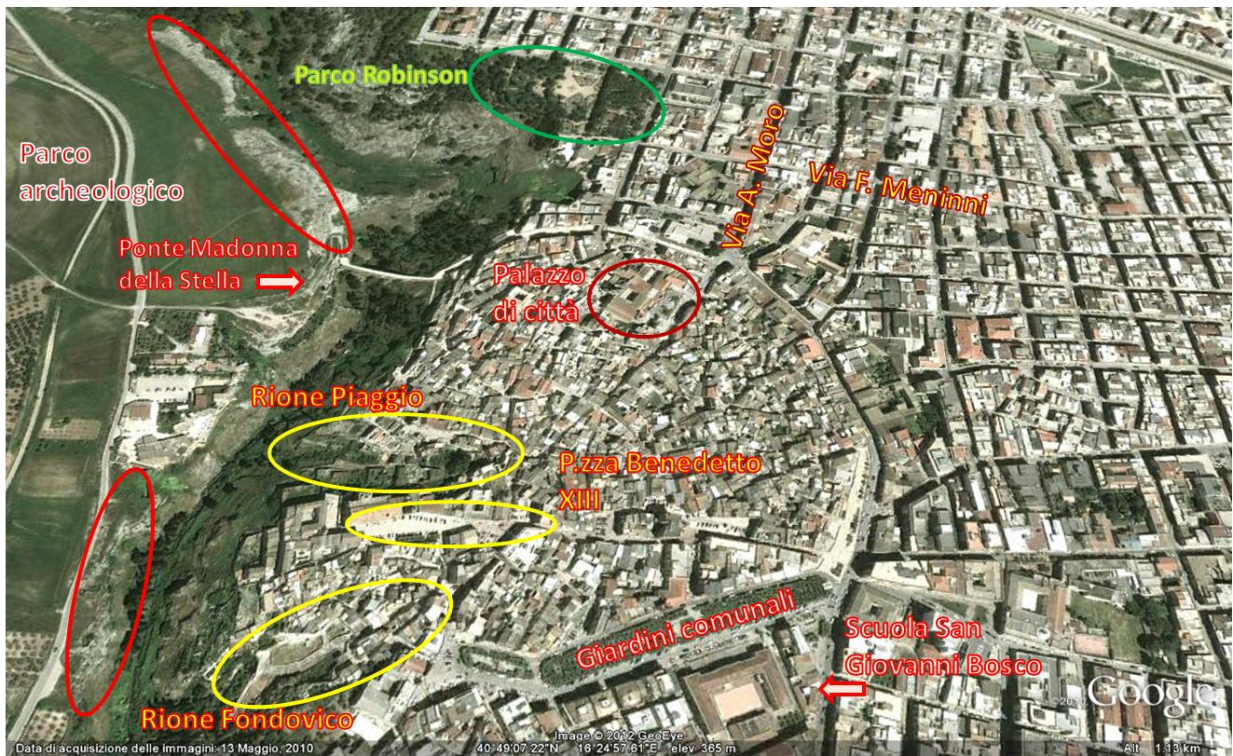 Parco Robinson
Parco
archeologico
Via A. Moro
Via F. Meninni
Ponte Madonna
della Stella
Palazzo
di città
Rione Piaggio
P.zza Benedetto
XIII
Giardini comunali
Scuola San
Giovanni Bosco
Rione Fondovico
Google
Image © 2012 GeoEye
Data di acquisizione delle immagini: 13 Maggio, 2010
40°49'07.22"N 16°24'57.61"E elev 365 m
Alt 1.13 km